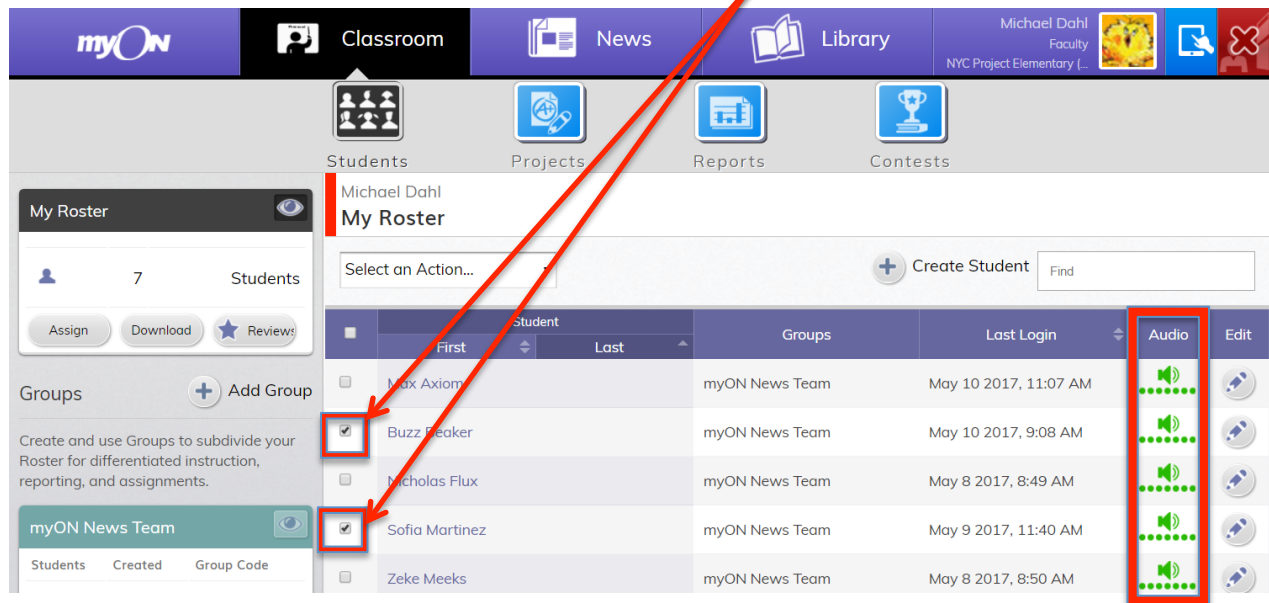 myON
Classroom
News
Library
Michael Dahl
Faculty
NYC Project Elementary (...
Students
Projects
Reports
Contests
My Roster
7 Students
Assign Download Reviews
Groups Add Group
Create and use Groups to subdivide your
Roster for differentiated instruction,
reporting, and assignments.
myON News Team
Students Created Group Code
Michael Dahl
My Roster
Select an Action...
Create Student Find
Student
First Last Groups Last Login Audio Edit
Max Axiom myON News Team May 10 2017, 11:07 AM
Buzz Beaker myON News Team May 10 2017, 9:08 AM
Nicholas Flux myON News Team May 8 2017, 8:49 AM
Sofia Martinez myON News Team May 9 2017, 11:40 AM
Zeke Meeks myON News Team May 8 2017, 8:50 AM